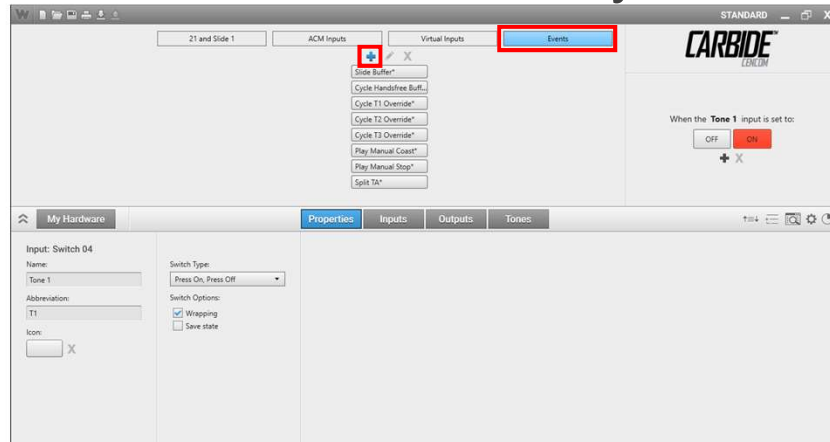 W
STANDARD
21 and Slide 1
ACM Inputs
Virtual Inputs
Events
CARBIDE™
CENCOM
Slide Buffer*
Cycle Handsfree Buff...
Cycle T1 Override*
Cycle T2 Override*
Cycle T3 Override*
Play Manual Coast*
Play Manual Stop*
Split TA*
When the Tone 1 input is set to:
OFF
ON
X
My Hardware
Properties
Inputs
Outputs
Tones
Input: Switch 04
Name:
Tone 1
Abbreviation:
T1
Icon:
X
Switch Type:
Press On, Press Off
Switch Options:
Wrapping
Save state